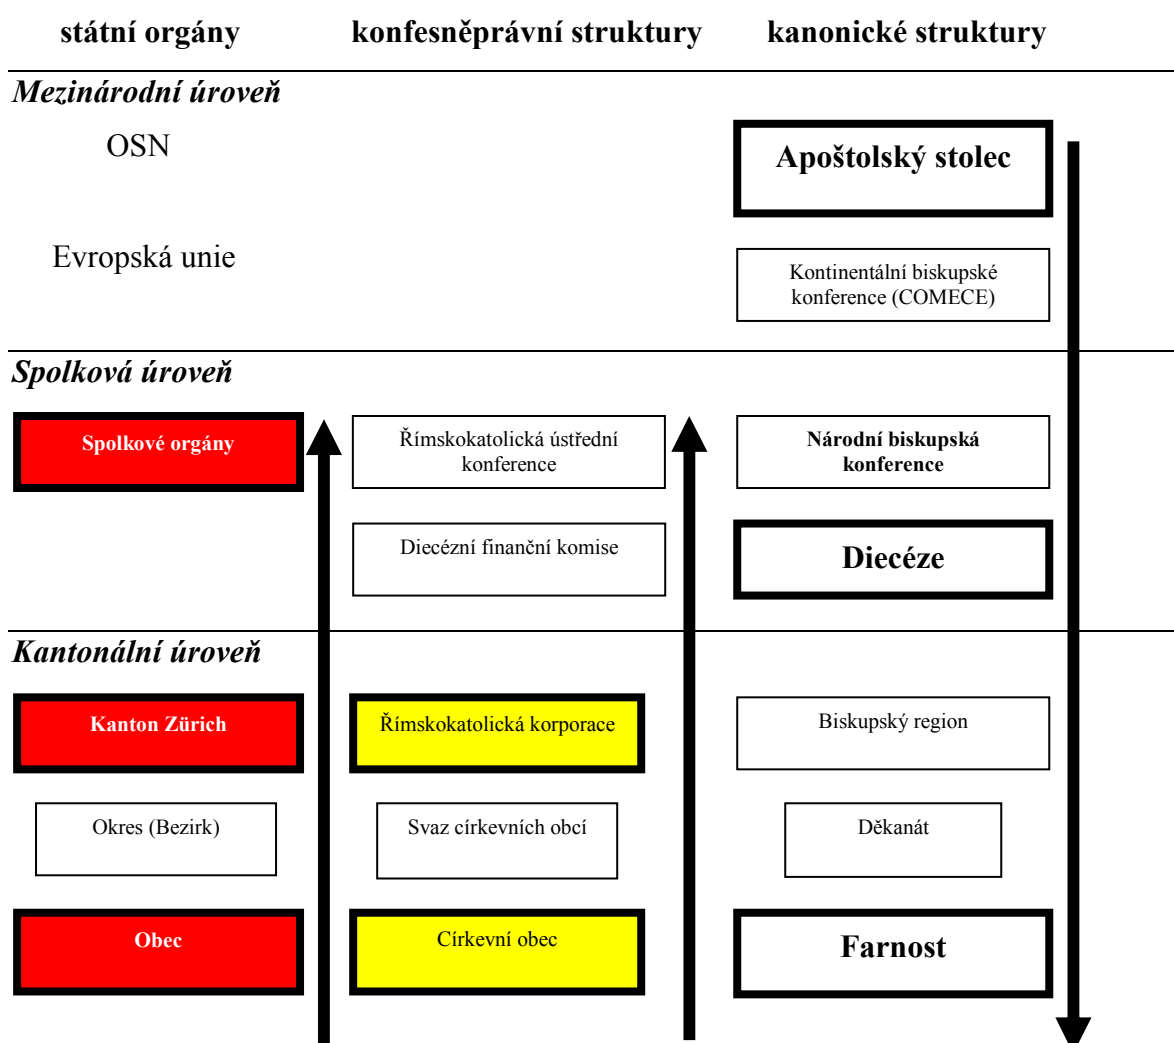 státní orgány konfesněprávní struktury kanonické struktury
Mezinárodní úroveň
OSN Apoštolský stolec
Evropská unie Kontinentální biskupské
konference (COMECE)
Spolková úroveň
Spolkové orgány Římskokatolická ústřední Národní biskupská
konference konference
Diecézní finanční komise Diecéze
Kantonální úroveň
Kanton Zürich Římskokatolická korporace Biskupský region
Okres (Bezirk) Svaz církevních obcí Děkanát
Obec Církevní obec Farnost